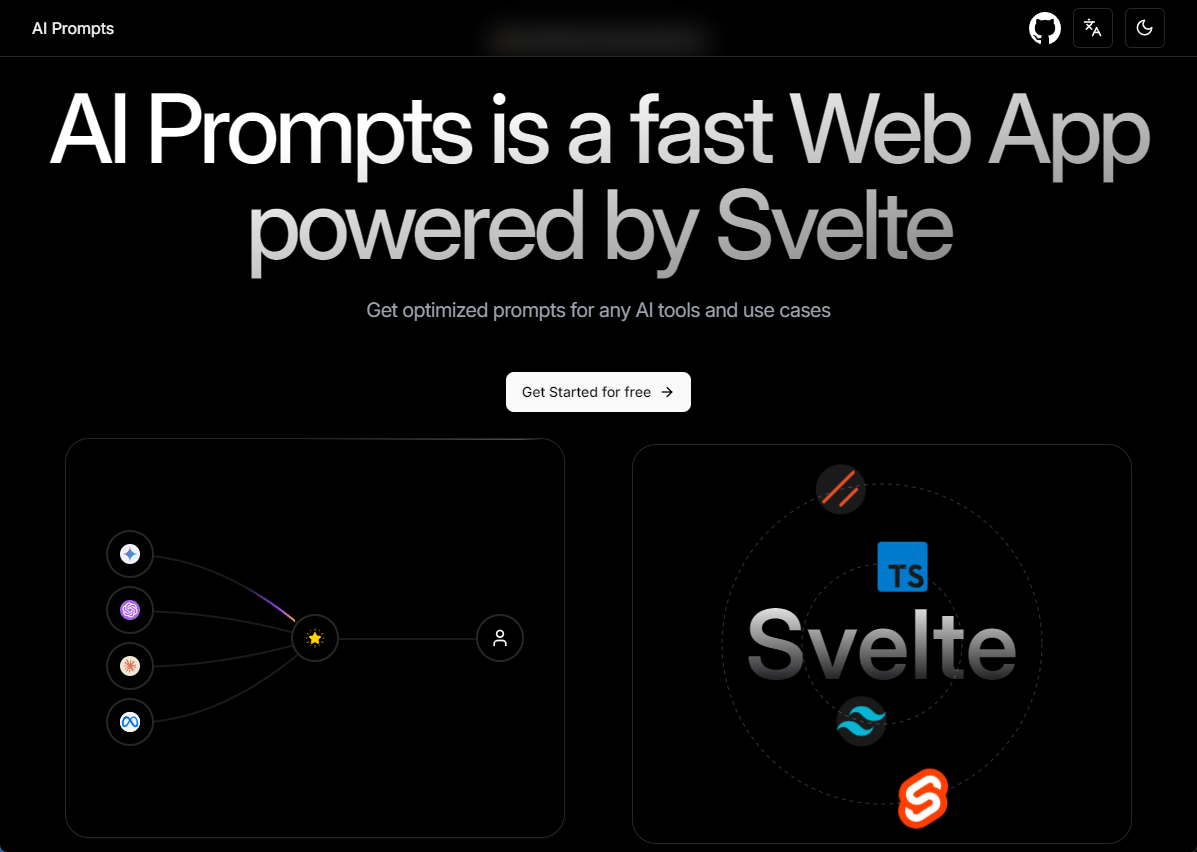 AI Prompts
AI Prompts is a fast Web App
powered by Svelte
Get optimized prompts for any AI tools and use cases
Get Started for free
TS
Svelte